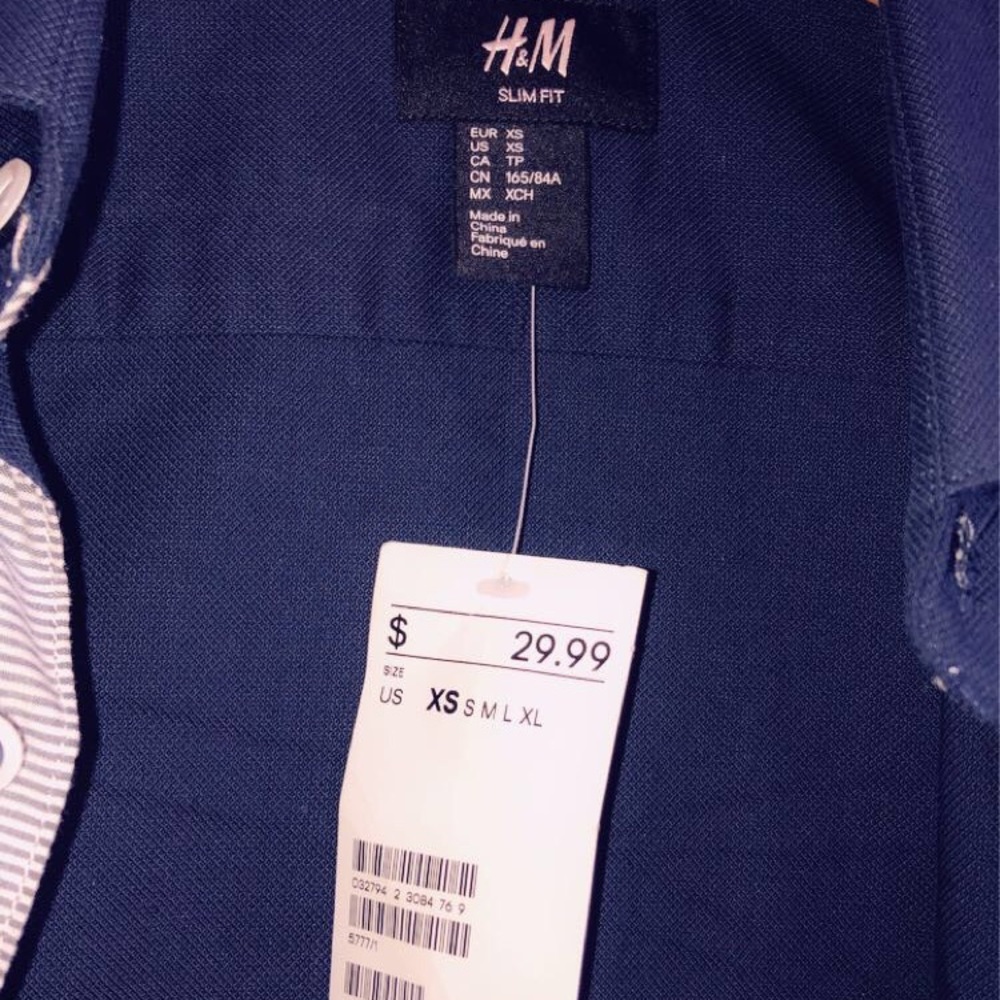 H&M
SLIM FIT
EUR XS
US XS
CA TP
CN 165/84A
MX XCH
Made in
China
Fabriqué en
Chine
$ 29.99
SIZE
US XS S M L XL
032794 2 3084 76 9
5777/1